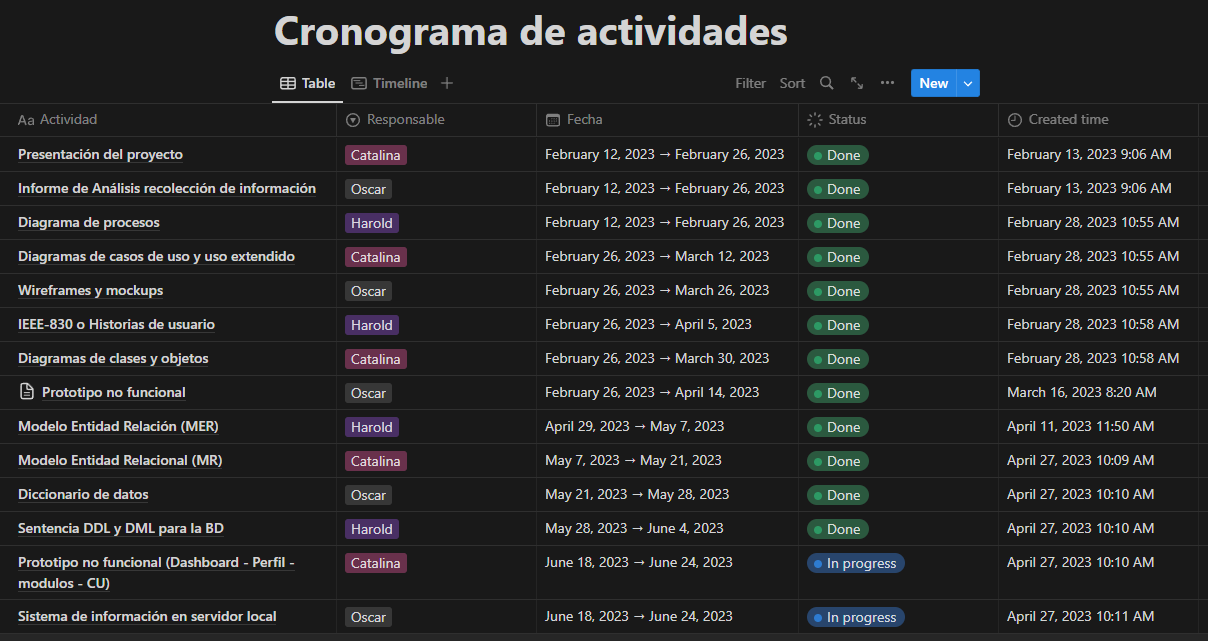 Cronograma de actividades
Table Timeline + Filter Sort ... New
Aa Actividad Responsable Fecha Status Created time
Presentación del proyecto Catalina February 12, 2023 → February 26, 2023 Done February 13, 2023 9:06 AM
Informe de Análisis recolección de información Oscar February 12, 2023 → February 26, 2023 Done February 13, 2023 9:06 AM
Diagrama de procesos Harold February 12, 2023 → February 26, 2023 Done February 28, 2023 10:55 AM
Diagramas de casos de uso y uso extendido Catalina February 26, 2023 → March 12, 2023 Done February 28, 2023 10:55 AM
Wireframes y mockups Oscar February 26, 2023 → March 26, 2023 Done February 28, 2023 10:55 AM
IEEE-830 o Historias de usuario Harold February 26, 2023 → April 5, 2023 Done February 28, 2023 10:58 AM
Diagramas de clases y objetos Catalina February 26, 2023 → March 30, 2023 Done February 28, 2023 10:58 AM
Prototipo no funcional Oscar February 26, 2023 → April 14, 2023 Done March 16, 2023 8:20 AM
Modelo Entidad Relación (MER) Harold April 29, 2023 → May 7, 2023 Done April 11, 2023 11:50 AM
Modelo Entidad Relacional (MR) Catalina May 7, 2023 → May 21, 2023 Done April 27, 2023 10:09 AM
Diccionario de datos Oscar May 21, 2023 → May 28, 2023 Done April 27, 2023 10:10 AM
Sentencia DDL y DML para la BD Harold May 28, 2023 → June 4, 2023 Done April 27, 2023 10:10 AM
Prototipo no funcional (Dashboard - Perfil - Catalina June 18, 2023 → June 24, 2023 In progress April 27, 2023 10:10 AM
modulos - CU)
Sistema de información en servidor local Oscar June 18, 2023 → June 24, 2023 In progress April 27, 2023 10:11 AM